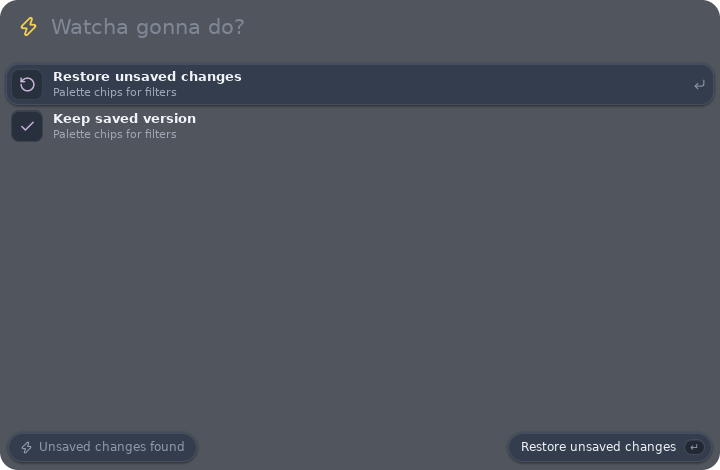 Watcha gonna do?
Restore unsaved changes
Palette chips for filters
Keep saved version
Palette chips for filters
Unsaved changes found
Restore unsaved changes